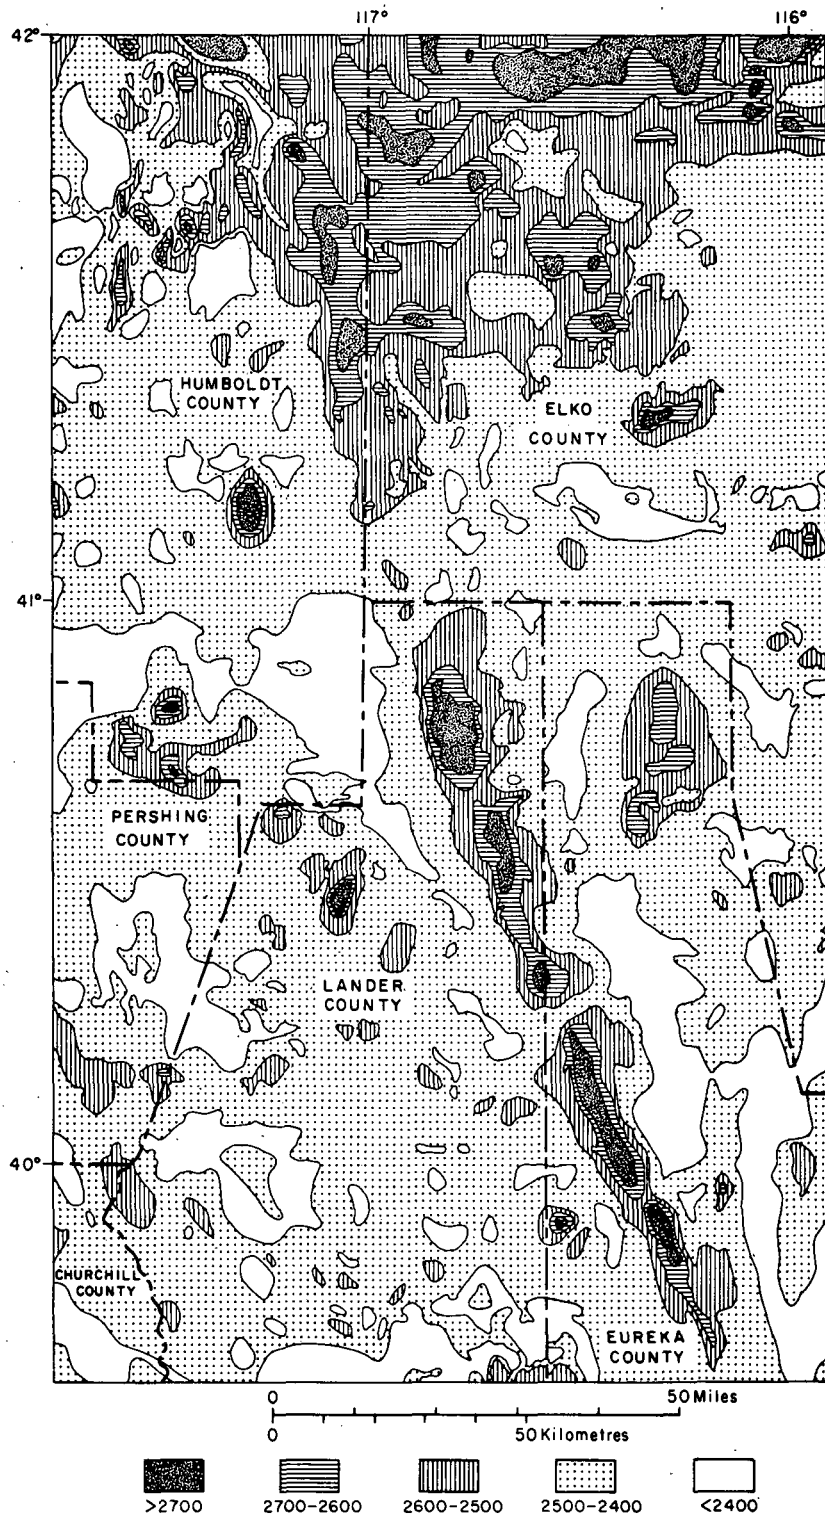 117° 116°
42°
HUMBOLDT
COUNTY
ELKO
COUNTY
41°
PERSHING
COUNTY
LANDER
COUNTY
40°
CHURCHILL
COUNTY
EUREKA
COUNTY
0 50 Miles
0 50 Kilometres
>2700 2700-2600 2600-2500 2500-2400 <2400